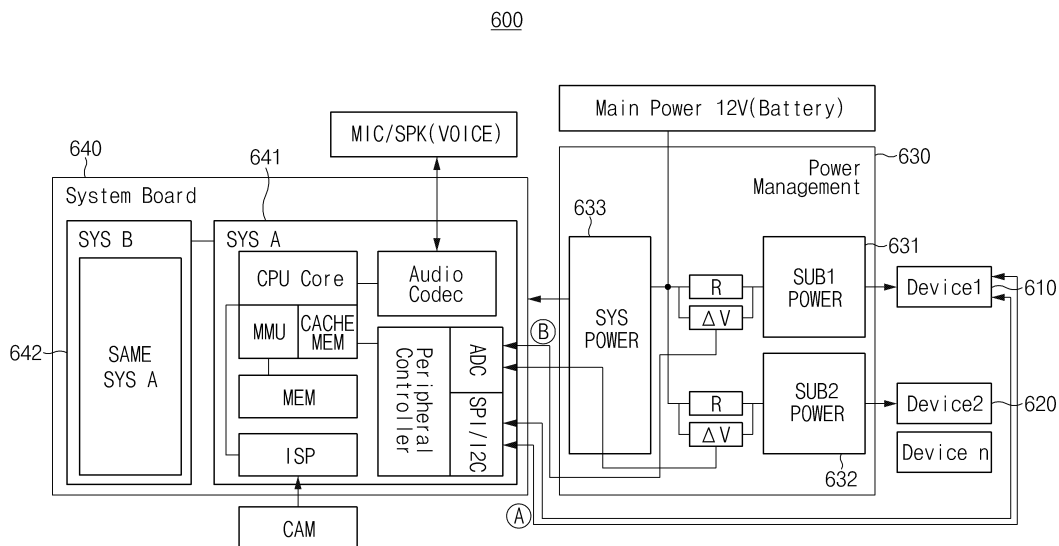 600
Main Power 12V(Battery)
MIC/SPK(VOICE)
640
641
630
System Board
Power
Management
633
631
SYS B
SYS A
CPU Core
Audio
Codec
SUB1
POWER
R
Device1
610
ΔV
MMU
CACHE
MEM
B
SYS
POWER
642
SAME
SYS A
Peripheral
Controller
ADC
MEM
SUB2
POWER
R
Device2
620
SPI/I2C
ΔV
ISP
Device n
632
A
CAM